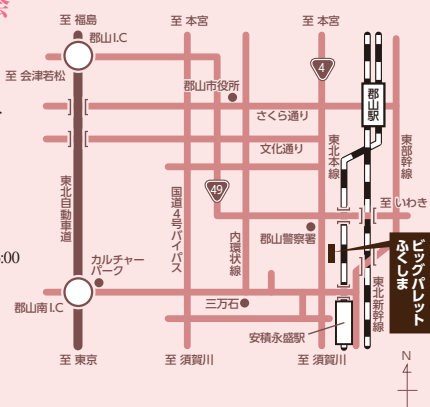 至 福島
至 本宮
至 本宮
郡山I.C
至 会津若松
4
郡山市役所
郡山駅
さくら通り
文化通り
東北本線
東部幹線
東北自動車道
国道4号バイパス
49
内環状線
至 いわき
郡山警察署
ビッグパレット
ふくしま
:00
カルチャー
パーク
東北新幹線
郡山南I.C
三万石
安積永盛駅
至 東京
至 須賀川
至 須賀川
N
4